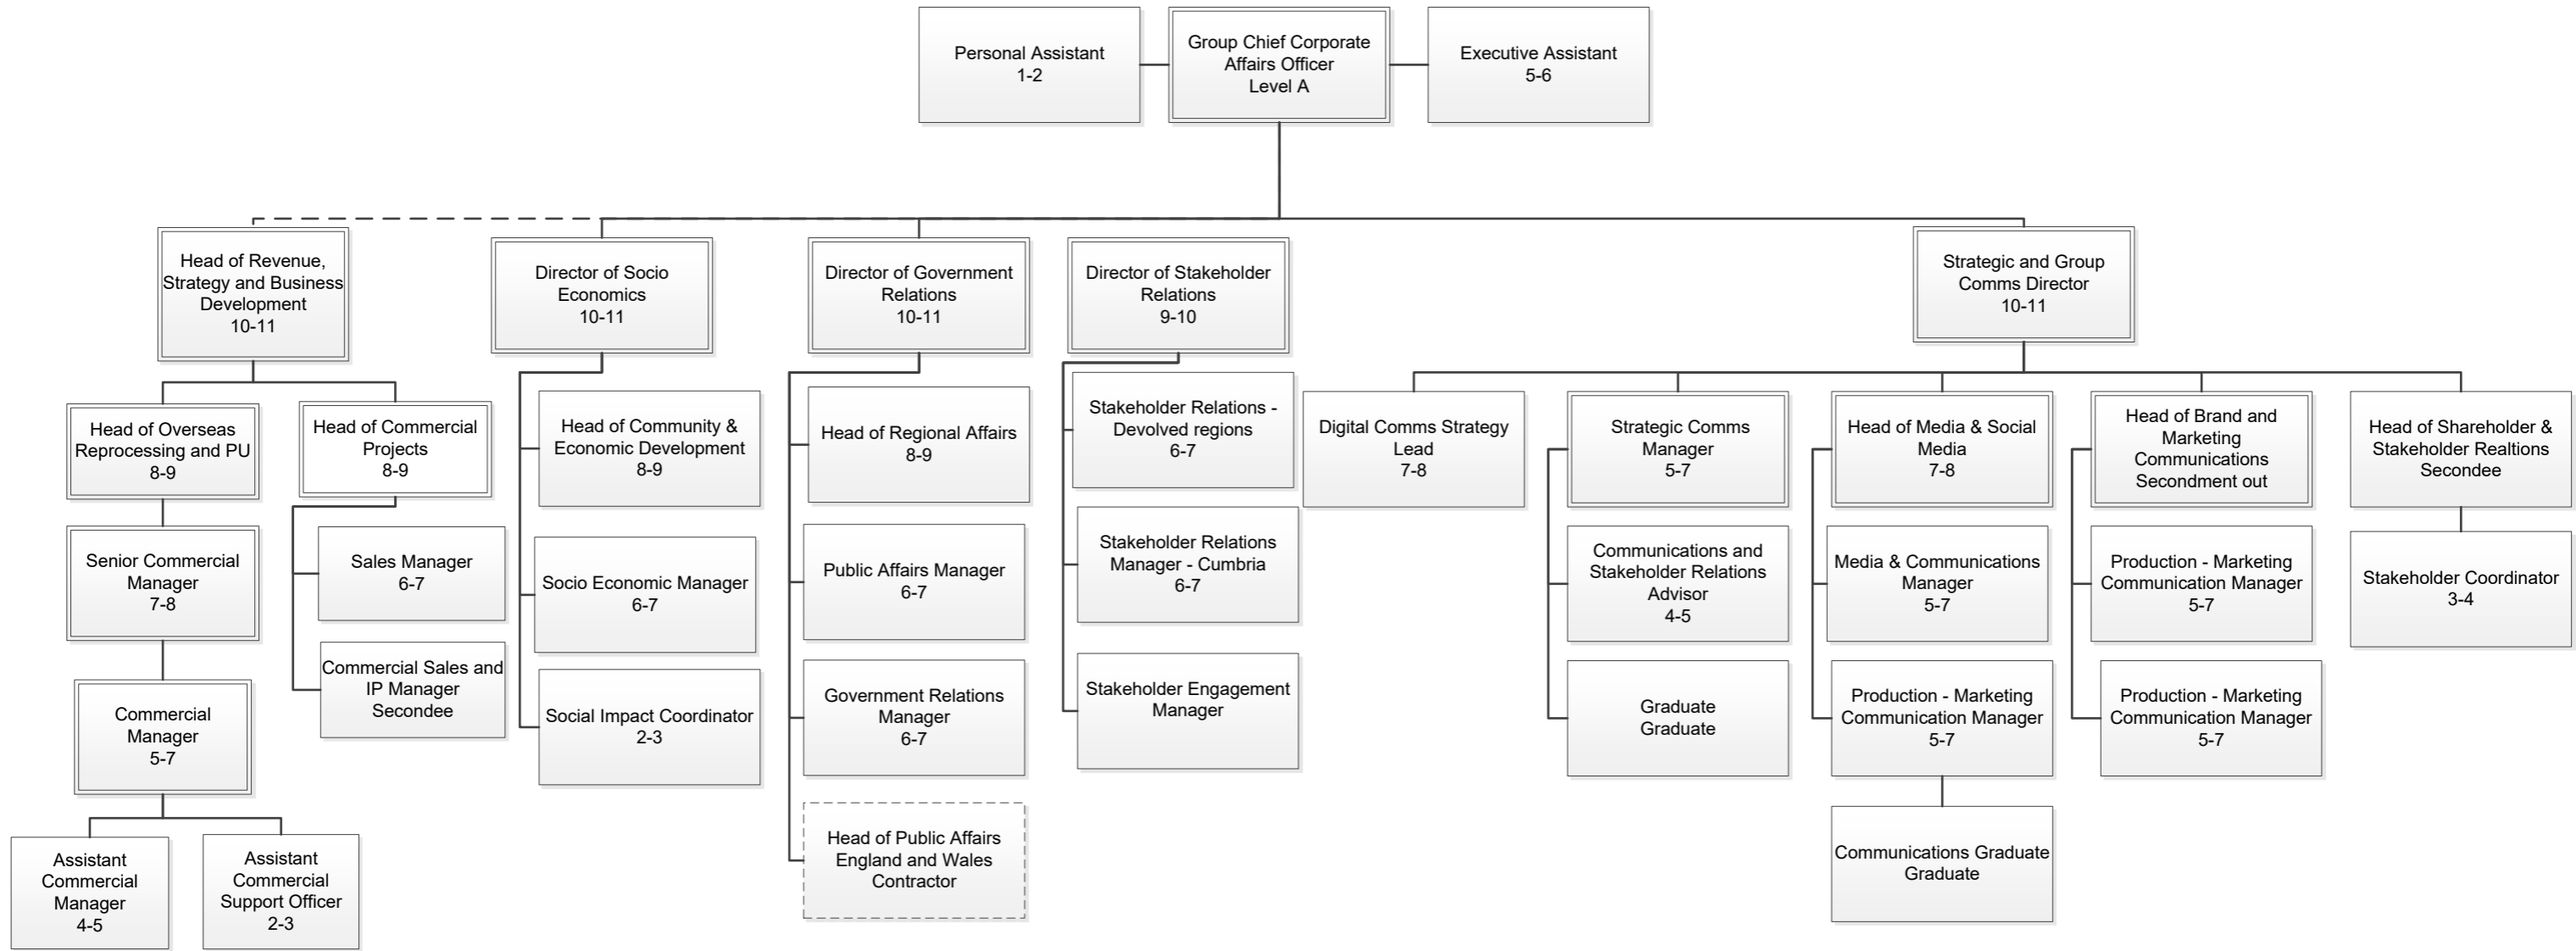 Personal Assistant
1-2
Group Chief Corporate
Affairs Officer
Level A
Executive Assistant
5-6
Head of Revenue,
Strategy and Business
Development
10-11
Director of Socio
Economics
10-11
Director of Government
Relations
10-11
Director of Stakeholder
Relations
9-10
Strategic and Group
Comms Director
10-11
Head of Overseas
Reprocessing and PU
8-9
Head of Commercial
Projects
8-9
Senior Commercial
Manager
7-8
Sales Manager
6-7
Commercial Sales and
IP Manager
Secondee
Commercial
Manager
5-7
Assistant
Commercial
Manager
4-5
Assistant
Commercial
Support Officer
2-3
Head of Community &
Economic Development
8-9
Socio Economic Manager
6-7
Social Impact Coordinator
2-3
Head of Regional Affairs
8-9
Public Affairs Manager
6-7
Government Relations
Manager
6-7
Head of Public Affairs
England and Wales
Contractor
Stakeholder Relations -
Devolved regions
6-7
Stakeholder Relations
Manager - Cumbria
6-7
Stakeholder Engagement
Manager
Digital Comms Strategy
Lead
7-8
Strategic Comms
Manager
5-7
Communications and
Stakeholder Relations
Advisor
4-5
Graduate
Graduate
Head of Media & Social
Media
7-8
Media & Communications
Manager
5-7
Production - Marketing
Communication Manager
5-7
Communications Graduate
Graduate
Head of Brand and
Marketing
Communications
Secondment out
Production - Marketing
Communication Manager
5-7
Production - Marketing
Communication Manager
5-7
Head of Shareholder &
Stakeholder Realtions
Secondee
Stakeholder Coordinator
3-4